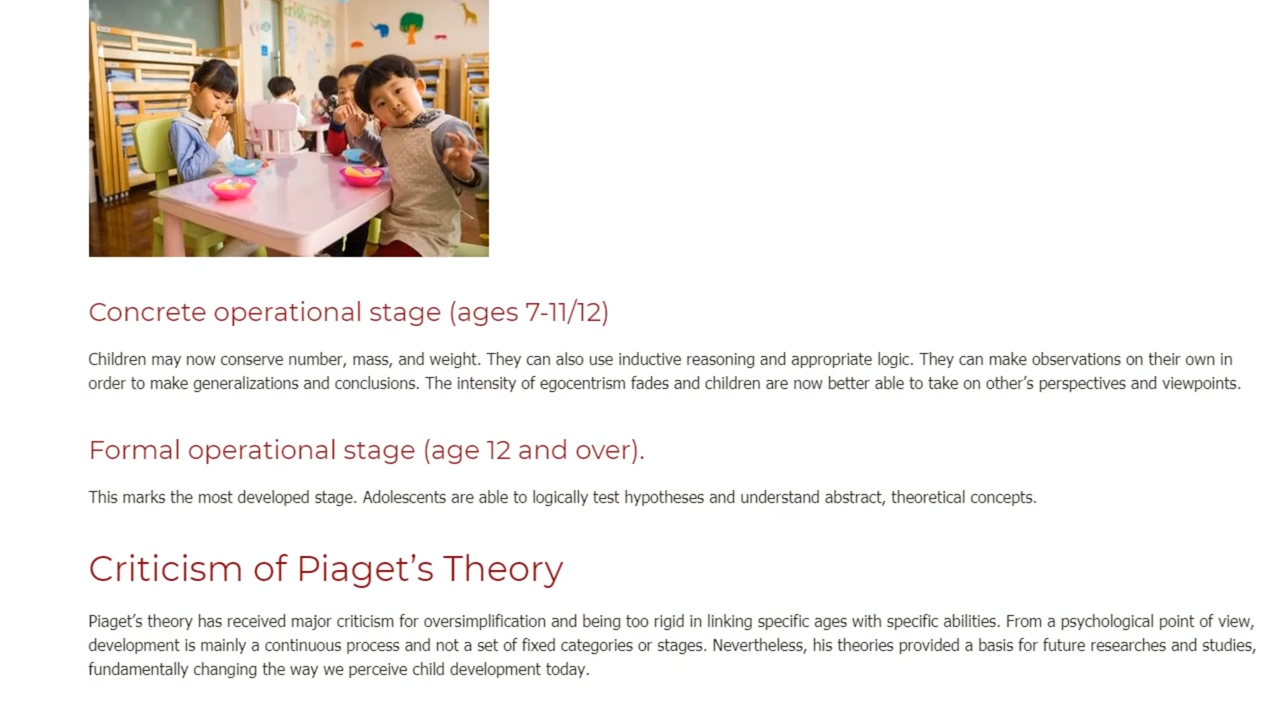 Concrete operational stage (ages 7-11/12)
Children may now conserve number, mass, and weight. They can also use inductive reasoning and appropriate logic. They can make observations on their own in
order to make generalizations and conclusions. The intensity of egocentrism fades and children are now better able to take on other's perspectives and viewpoints.
Formal operational stage (age 12 and over).
This marks the most developed stage. Adolescents are able to logically test hypotheses and understand abstract, theoretical concepts.
Criticism of Piaget's Theory
Piaget's theory has received major criticism for oversimplification and being too rigid in linking specific ages with specific abilities. From a psychological point of view,
development is mainly a continuous process and not a set of fixed categories or stages. Nevertheless, his theories provided a basis for future researches and studies,
fundamentally changing the way we perceive child development today.